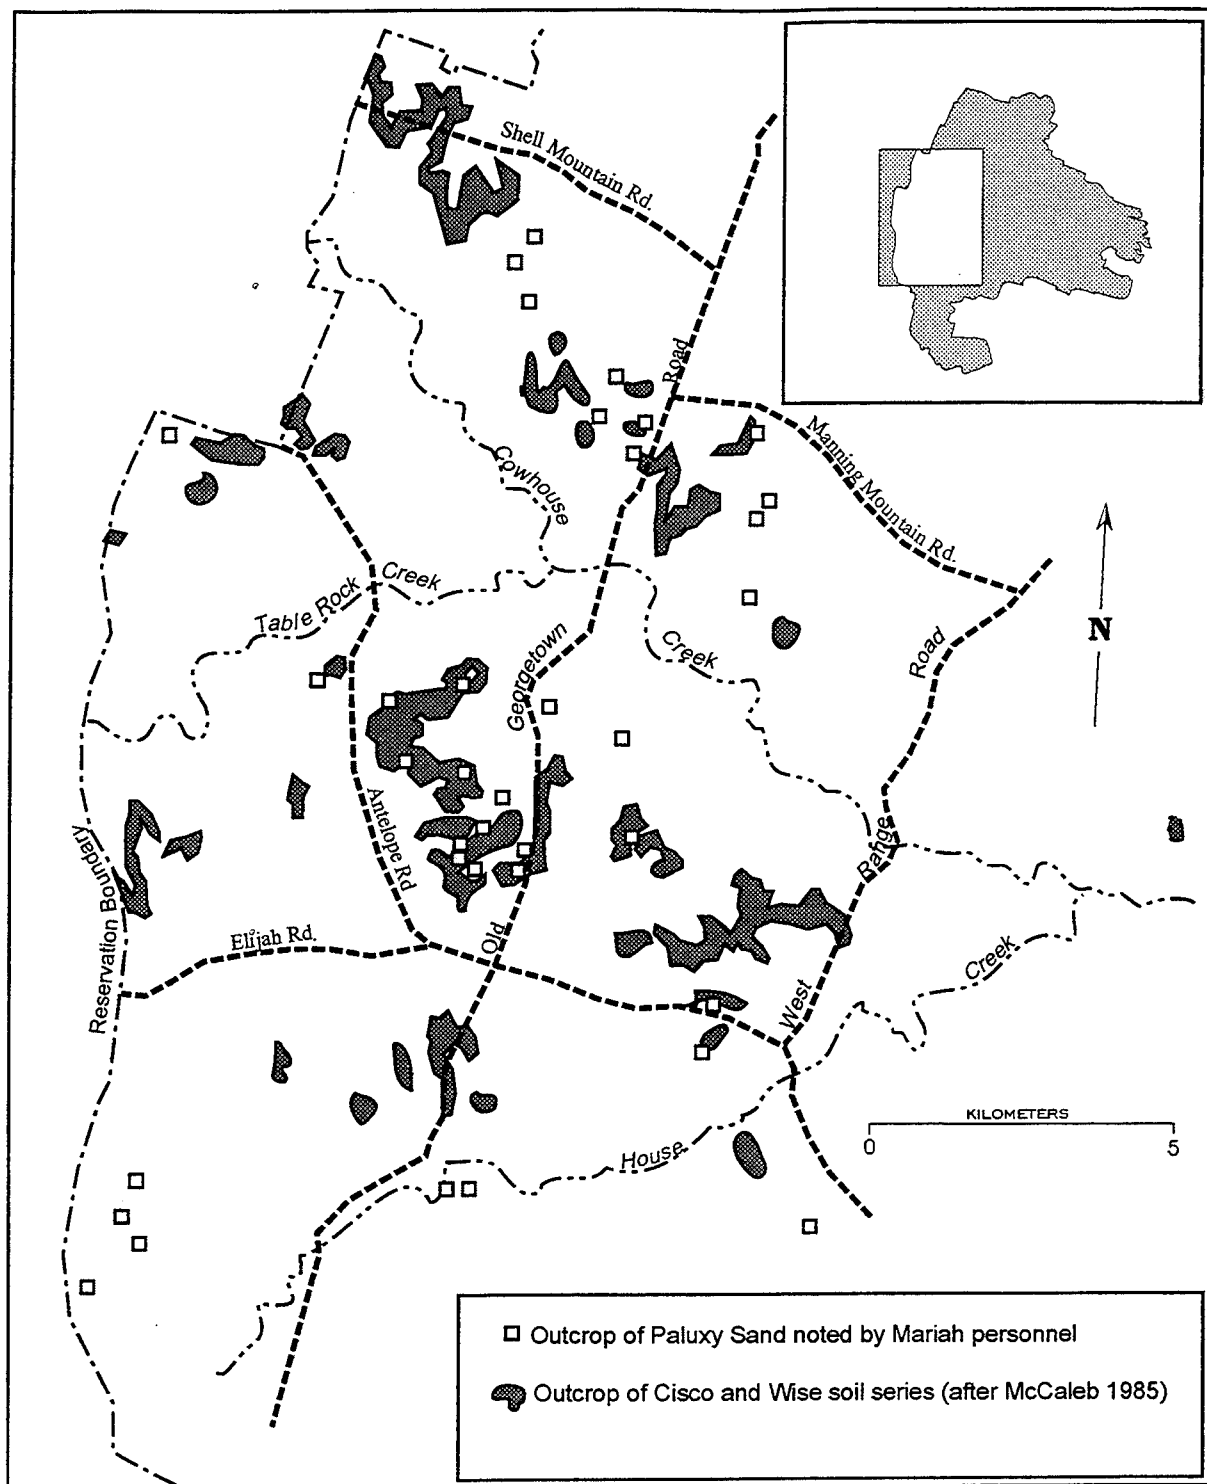 Shell Mountain Rd.
Road
Manning Mountain Rd.
Cowhouse
Creek
Table Rock
Creek
N
Georgetown
Road
Antelope Rd
Range
Reservation Boundary
Elijah Rd.
Old
Creek
West
KILOMETERS
0 5
House
Outcrop of Paluxy Sand noted by Mariah personnel
Outcrop of Cisco and Wise soil series (after McCaleb 1985)